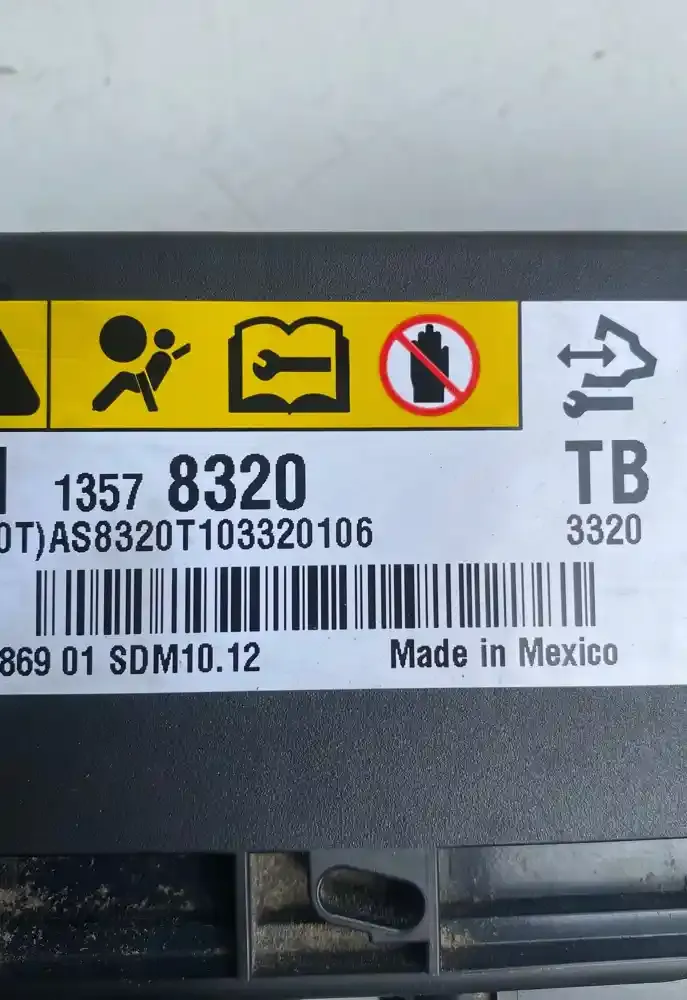 1357 8320
TB
0T)AS8320T103320106
3320
869 01 SDM10.12
Made in Mexico